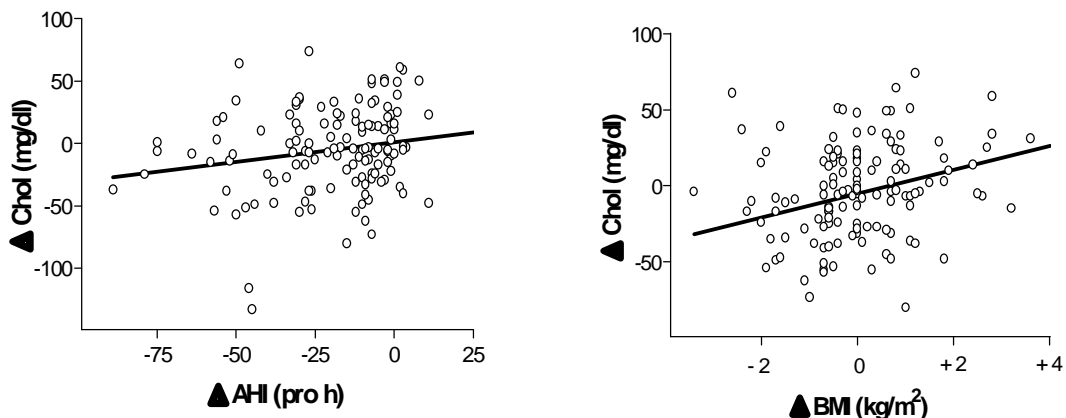 100
50
0
-50
-100
▲ Chol (mg/dl)
-75 -50 -25 0 25
▲ AHI (pro h)
100
50
0
-50
▲ Chol (mg/dl)
- 2 0 + 2 + 4
▲ BMI (kg/m²)